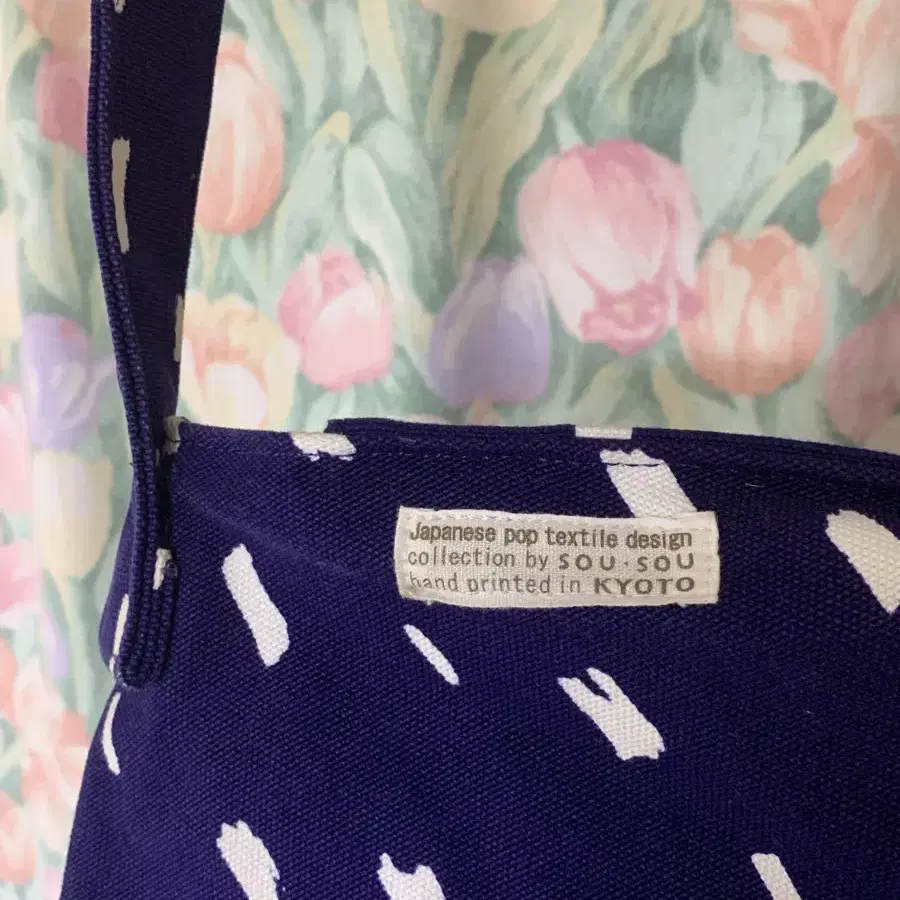 Japanese pop textile design
collection by SOU・SOU
hand printed in KYOTO